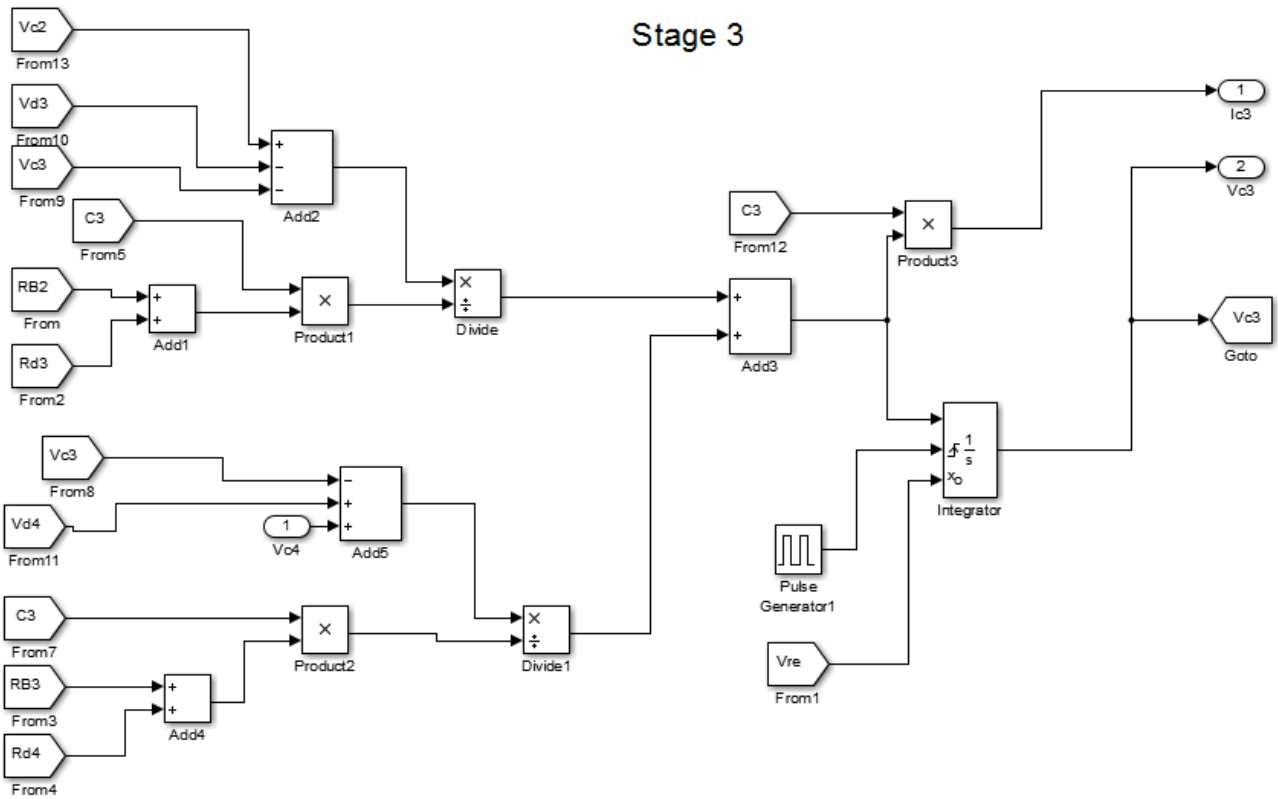 Stage 3
Vc2
From13
Vd3
From10
Vc3
From9
+
−
−
Add2
C3
From5
RB2
From
Rd3
From2
+
+
Add1
×
Product1
×
÷
Divide
Vc3
From8
Vd4
From11
1
Vc4
−
+
+
Add5
C3
From7
×
Product2
RB3
From3
Rd4
From4
+
+
Add4
×
÷
Divide1
+
+
Add3
C3
From12
×
Product3
1
Ic3
2
Vc3
Vc3
Goto
1
s
xo
Integrator
Pulse
Generator1
Vre
From1